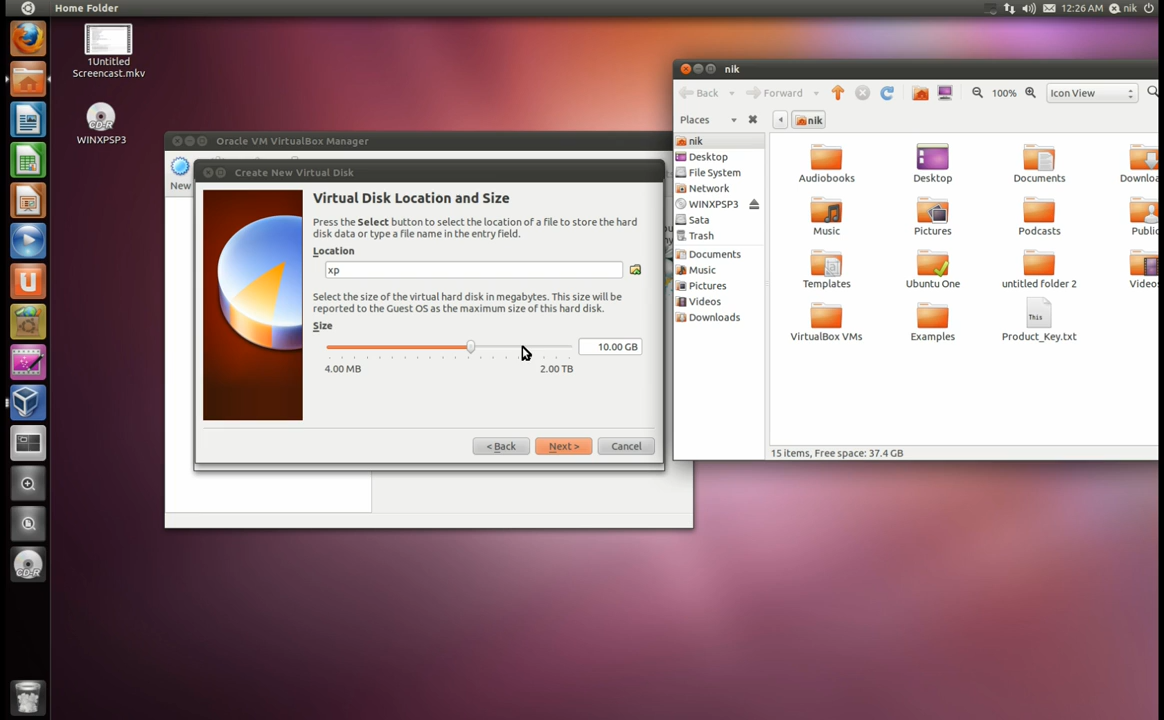 Home Folder
12:26 AM
nik
1Untitled
Screencast.mkv
CD-R
WINXPSP3
Oracle VM VirtualBox Manager
New
Create New Virtual Disk
Virtual Disk Location and Size
Press the Select button to select the location of a file to store the hard
disk data or type a file name in the entry field.
Location
xp
Select the size of the virtual hard disk in megabytes. This size will be
reported to the Guest OS as the maximum size of this hard disk.
Size
10.00 GB
4.00 MB
2.00 TB
< Back
Next >
Cancel
nik
Back
Forward
100%
Icon View
Places
nik
nik
Desktop
File System
Network
WINXPSP3
Sata
Trash
Documents
Music
Pictures
Videos
Downloads
Audiobooks
Desktop
Documents
Downloa
Music
Pictures
Podcasts
Public
Templates
Ubuntu One
untitled folder 2
Videos
VirtualBox VMs
Examples
This
Product_Key.txt
15 items, Free space: 37.4 GB
CD-R